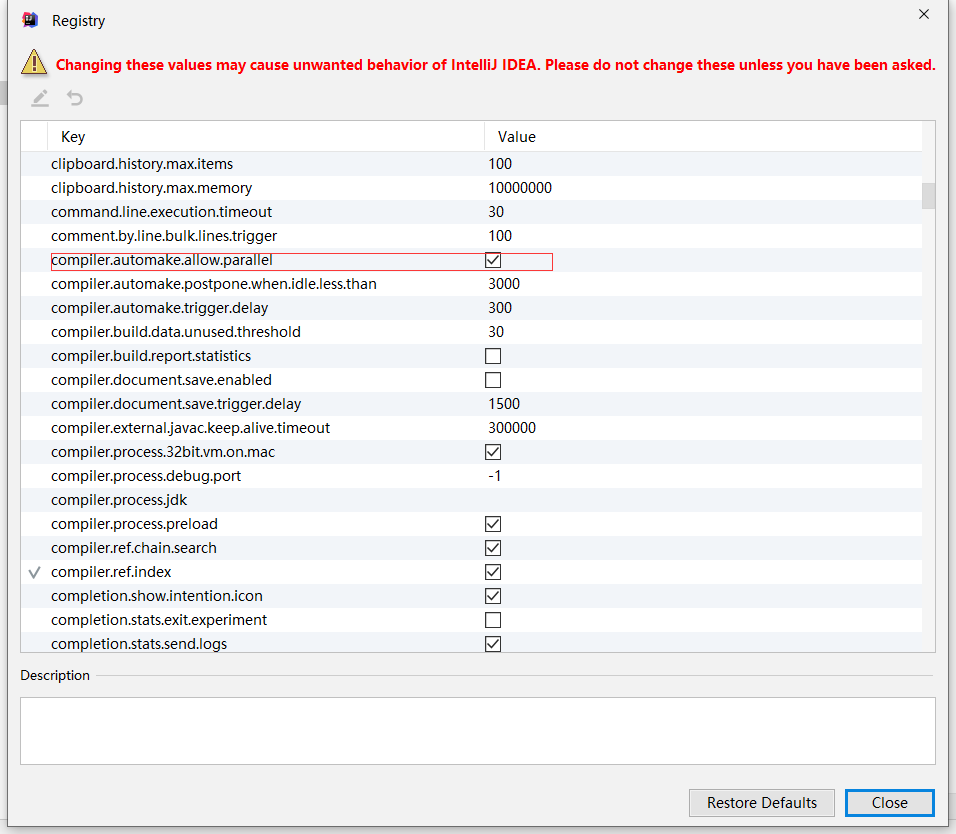 Registry
Changing these values may cause unwanted behavior of IntelliJ IDEA. Please do not change these unless you have been asked.
Key Value
clipboard.history.max.items 100
clipboard.history.max.memory 10000000
command.line.execution.timeout 30
comment.by.line.bulk.lines.trigger 100
compiler.automake.allow.parallel
compiler.automake.postpone.when.idle.less.than 3000
compiler.automake.trigger.delay 300
compiler.build.data.unused.threshold 30
compiler.build.report.statistics
compiler.document.save.enabled
compiler.document.save.trigger.delay 1500
compiler.external.javac.keep.alive.timeout 300000
compiler.process.32bit.vm.on.mac
compiler.process.debug.port -1
compiler.process.jdk
compiler.process.preload
compiler.ref.chain.search
compiler.ref.index
completion.show.intention.icon
completion.stats.exit.experiment
completion.stats.send.logs
Description
Restore Defaults Close